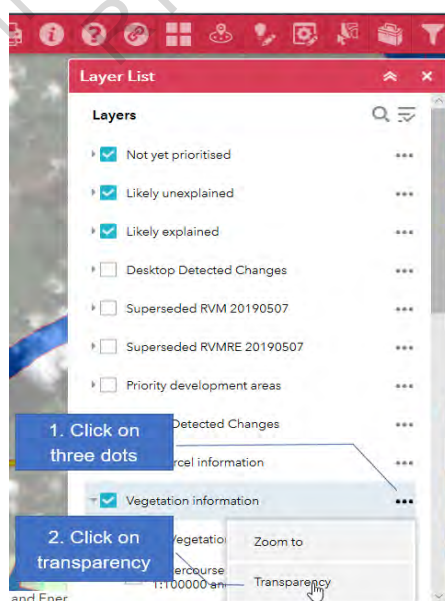 Layer List
Layers
Not yet prioritised
Likely unexplained
Likely explained
Desktop Detected Changes
Superseded RVM 20190507
Superseded RVMRE 20190507
Priority development areas
1. Click on
three dots
Detected Changes
rcel information
Vegetation information
2. Click on
transparency
Vegetatio
Zoom to
ercourse
1:100000 an
Transparency
and Ener